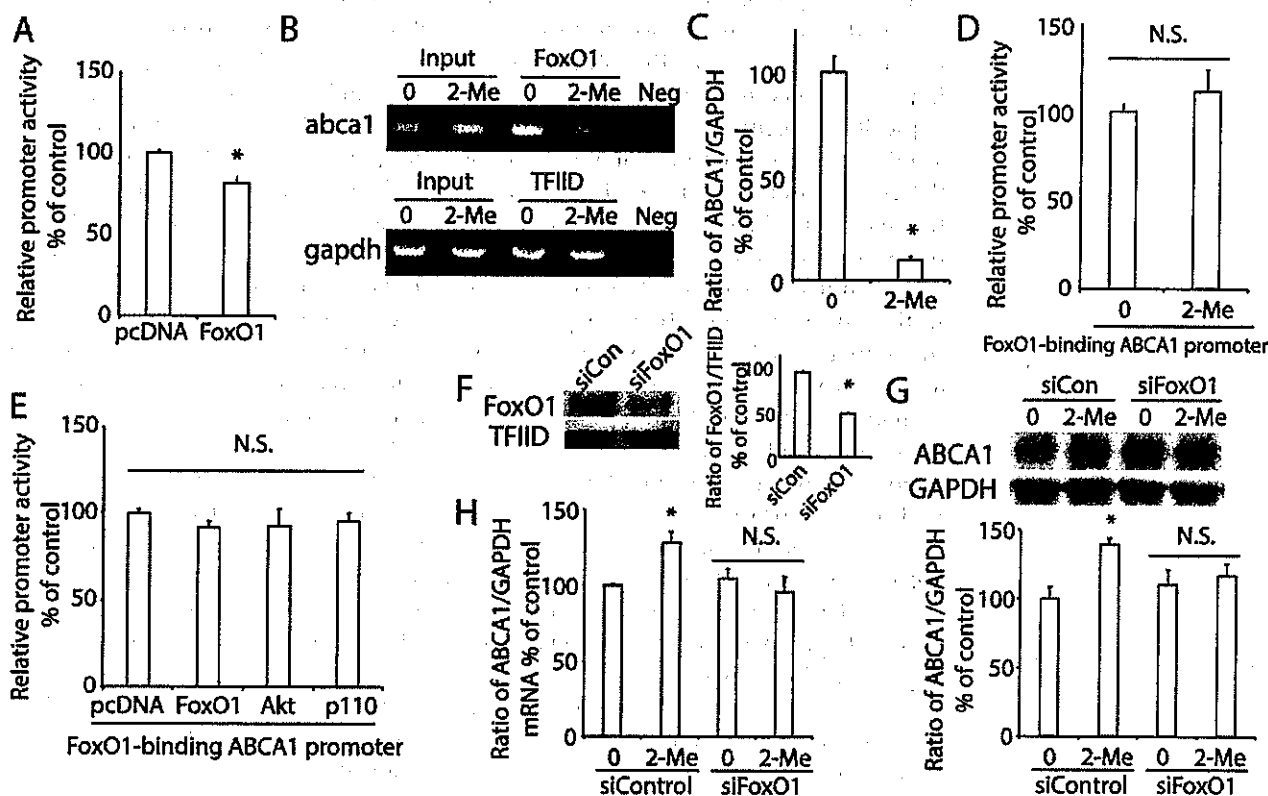 A
Relative promoter activity
% of control
150
100
50
0
*
pcDNA FoxO1
B
Input FoxO1
0 2-Me 0 2-Me Neg
abca1
Input TFIID
0 2-Me 0 2-Me Neg
gapdh
C
Ratio of ABCA1/GAPDH
% of control
100
50
0
*
0 2-Me
D
Relative promoter activity
% of control
150
100
50
0
N.S.
0 2-Me
FoxO1-binding ABCA1 promoter
E
Relative promoter activity
% of control
150
100
50
0
N.S.
pcDNA FoxO1 Akt p110
FoxO1-binding ABCA1 promoter
F
siCon siFoxO1
FoxO1
TFIID
Ratio of FoxO1/TFIID
% of control
100
50
0
*
siCon siFoxO1
G
siCon siFoxO1
0 2-Me 0 2-Me
ABCA1
GAPDH
Ratio of ABCA1/GAPDH
% of control
150
100
50
0
*
N.S.
0 2-Me 0 2-Me
siControl siFoxO1
H
Ratio of ABCA1/GAPDH
mRNA % of control
150
100
50
0
*
N.S.
0 2-Me 0 2-Me
siControl siFoxO1